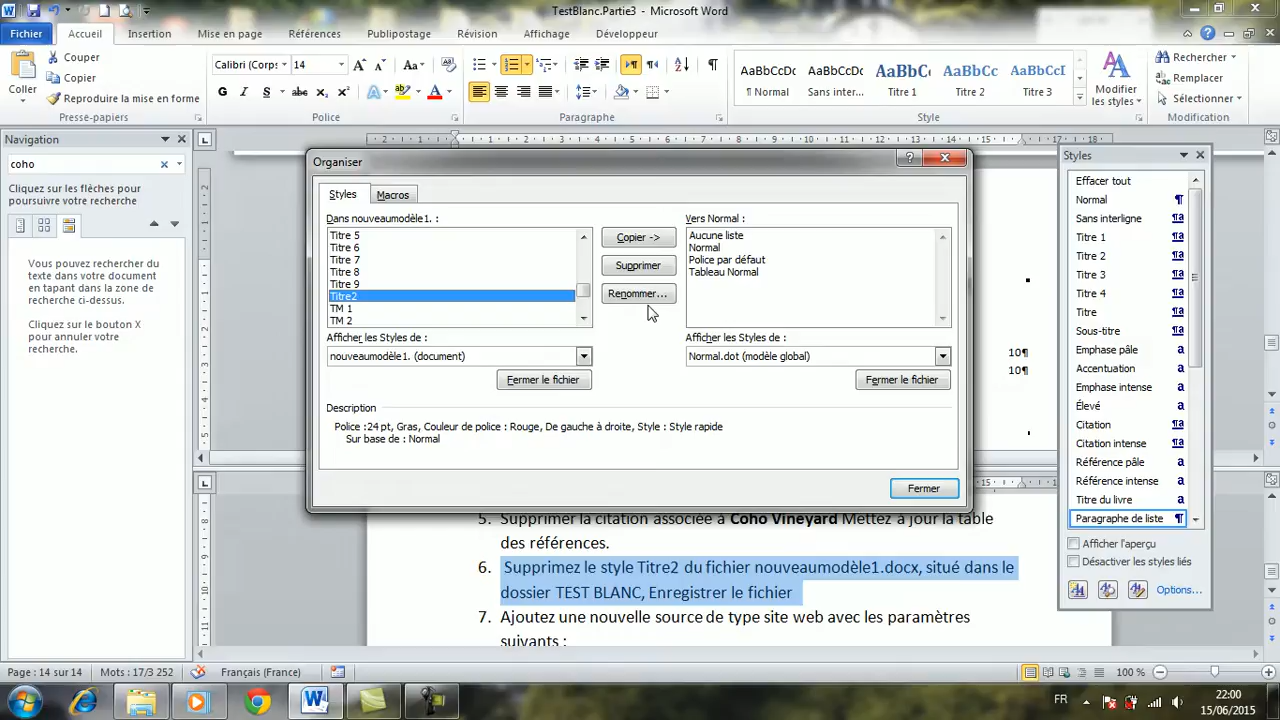 TestBlanc.Partie3 - Microsoft Word
Fichier Accueil Insertion Mise en page Références Publipostage Révision Affichage Développeur
Coller
Couper
Copier
Reproduire la mise en forme
Presse-papiers
Calibri (Corps 14
Police
Paragraphe
AaBbCcDc AaBbCcDc AaBbCc AaBbCc AaBbCcI
¶ Normal Sans inter... Titre 1 Titre 2 Titre 3
Modifier
les styles
Style
Rechercher
Remplacer
Sélectionner
Modification
Navigation
coho
Cliquez sur les flèches pour
poursuivre votre recherche
Vous pouvez rechercher du
texte dans votre document
en tapant dans la zone de
recherche ci-dessus.
Cliquez sur le bouton X
pour annuler votre
recherche.
Organiser
Styles Macros
Dans nouveaumodèle1. :
Titre 5
Titre 6
Titre 7
Titre 8
Titre 9
Titre2
TM 1
TM 2
Copier ->
Supprimer
Renommer...
Vers Normal :
Aucune liste
Normal
Police par défaut
Tableau Normal
Afficher les Styles de :
nouveaumodèle1. (document)
Fermer le fichier
Afficher les Styles de :
Normal.dot (modèle global)
Fermer le fichier
Description
Police :24 pt, Gras, Couleur de police : Rouge, De gauche à droite, Style : Style rapide
Sur base de : Normal
Fermer
10¶
10¶
Styles
Effacer tout
Normal
Sans interligne
Titre 1
Titre 2
Titre 3
Titre 4
Titre
Sous-titre
Emphase pâle
Accentuation
Emphase intense
Élevé
Citation
Citation intense
Référence pâle
Référence intense
Titre du livre
Paragraphe de liste
Afficher l'aperçu
Désactiver les styles liés
Options...
5. Supprimer la citation associée à Coho Vineyard Mettez à jour la table
des références.
6. Supprimez le style Titre2 du fichier nouveaumodèle1.docx, situé dans le
dossier TEST BLANC, Enregistrer le fichier
7. Ajoutez une nouvelle source de type site web avec les paramètres
suivants :
Page : 14 sur 14 Mots : 17/3 252 Français (France) 100 %
FR 22:00
15/06/2015